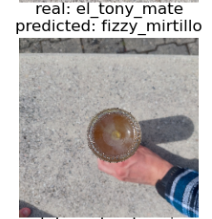 real: el_tony_mate
predicted: fizzy_mirtillo